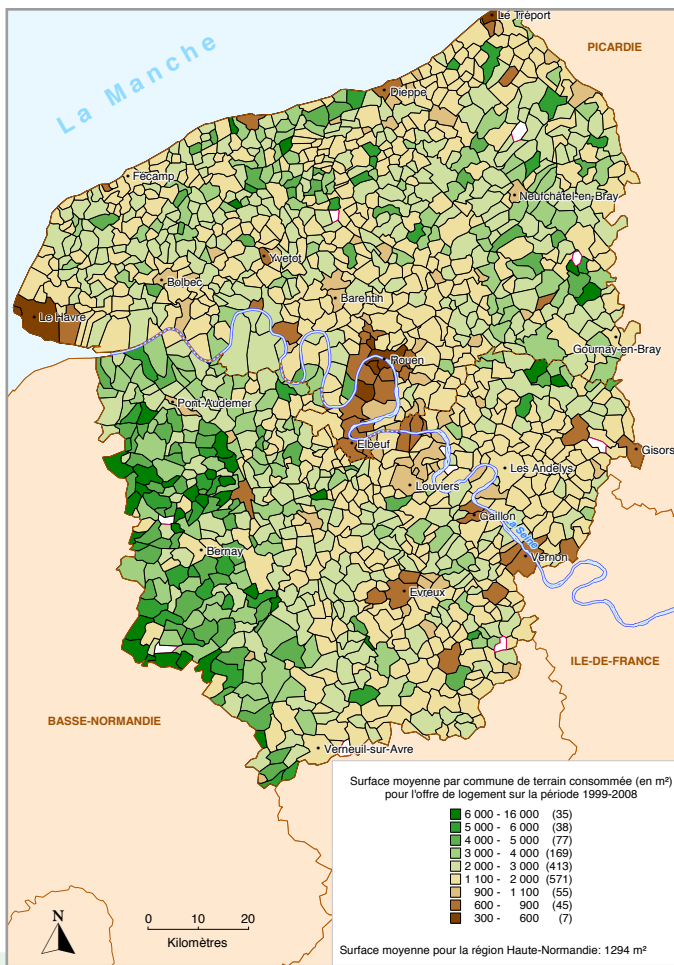 Le Tréport
PICARDIE
La Manche
Dieppe
Fécamp
Neufchâtel-en-Bray
Yvetot
Bolbec
Barentin
Le Havre
Rouen
Gournay-en-Bray
Pont-Audemer
Elbeuf
Gisors
Les Andelys
Louviers
Gaillon
La Seine
Bernay
Vernon
Evreux
ILE-DE-FRANCE
BASSE-NORMANDIE
Verneuil-sur-Avre
Surface moyenne par commune de terrain consommée (en m²)
pour l'offre de logement sur la période 1999-2008
6 000 - 16 000 (35)
5 000 - 6 000 (38)
4 000 - 5 000 (77)
3 000 - 4 000 (169)
2 000 - 3 000 (413)
1 100 - 2 000 (571)
900 - 1 100 (55)
600 - 900 (45)
300 - 600 (7)
N
0 10 20
Kilomètres
Surface moyenne pour la région Haute-Normandie: 1294 m²